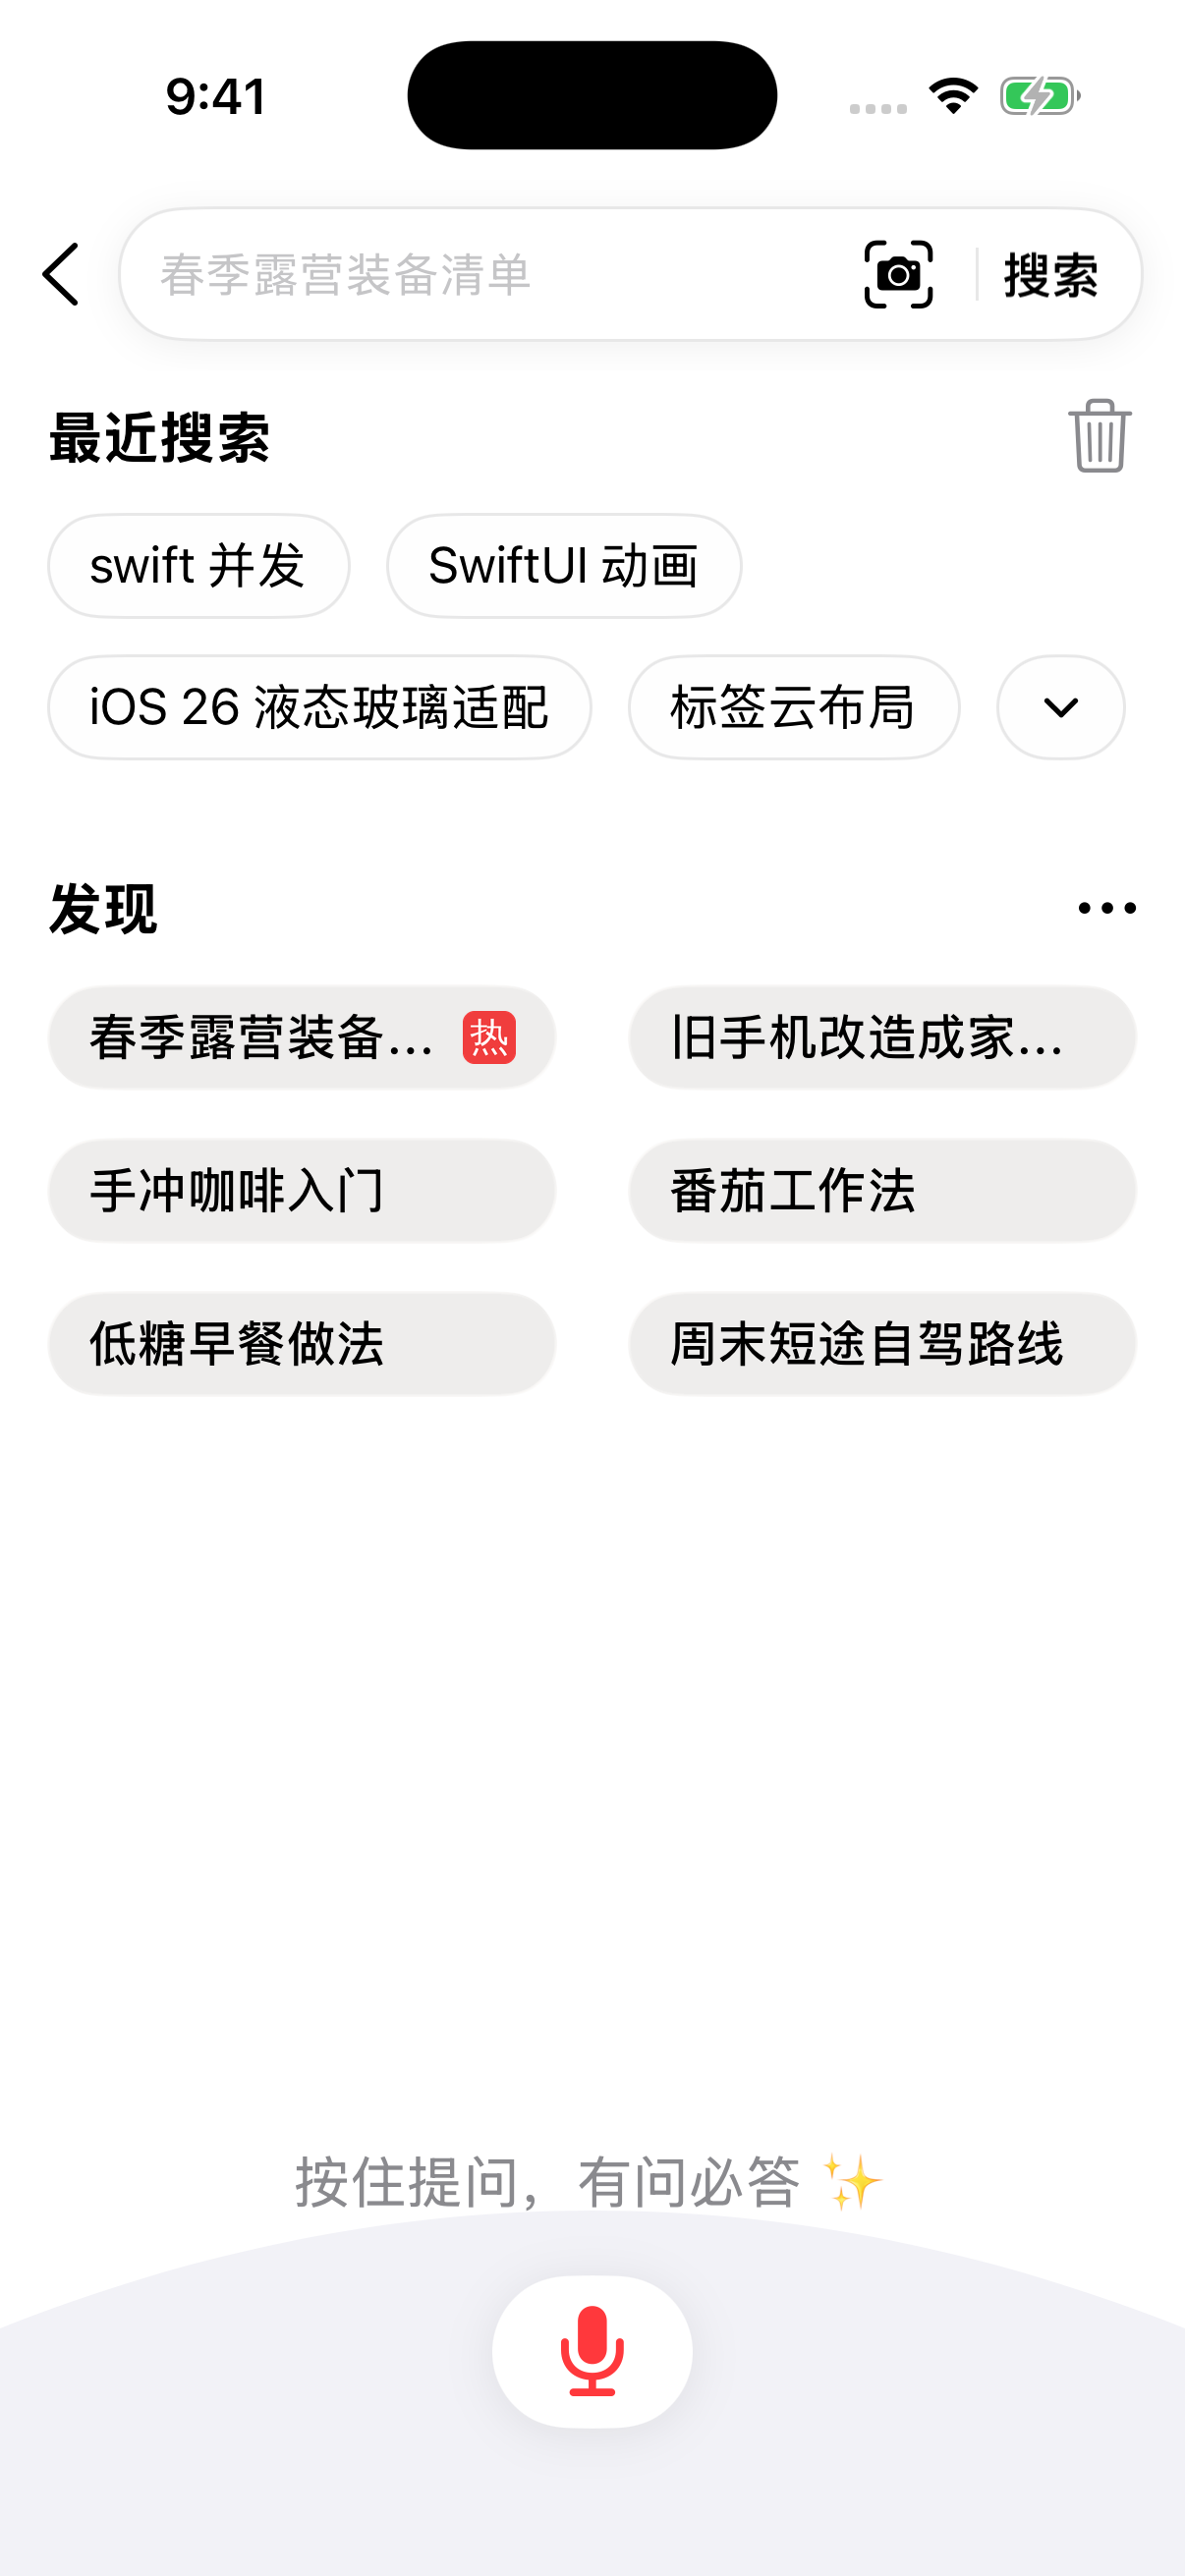 9:41
春季露营装备清单
搜索
最近搜索
swift 并发
SwiftUI 动画
iOS 26 液态玻璃适配
标签云布局
发现
春季露营装备... 热
旧手机改造成家...
手冲咖啡入门
番茄工作法
低糖早餐做法
周末短途自驾路线
按住提问，有问必答 ✨